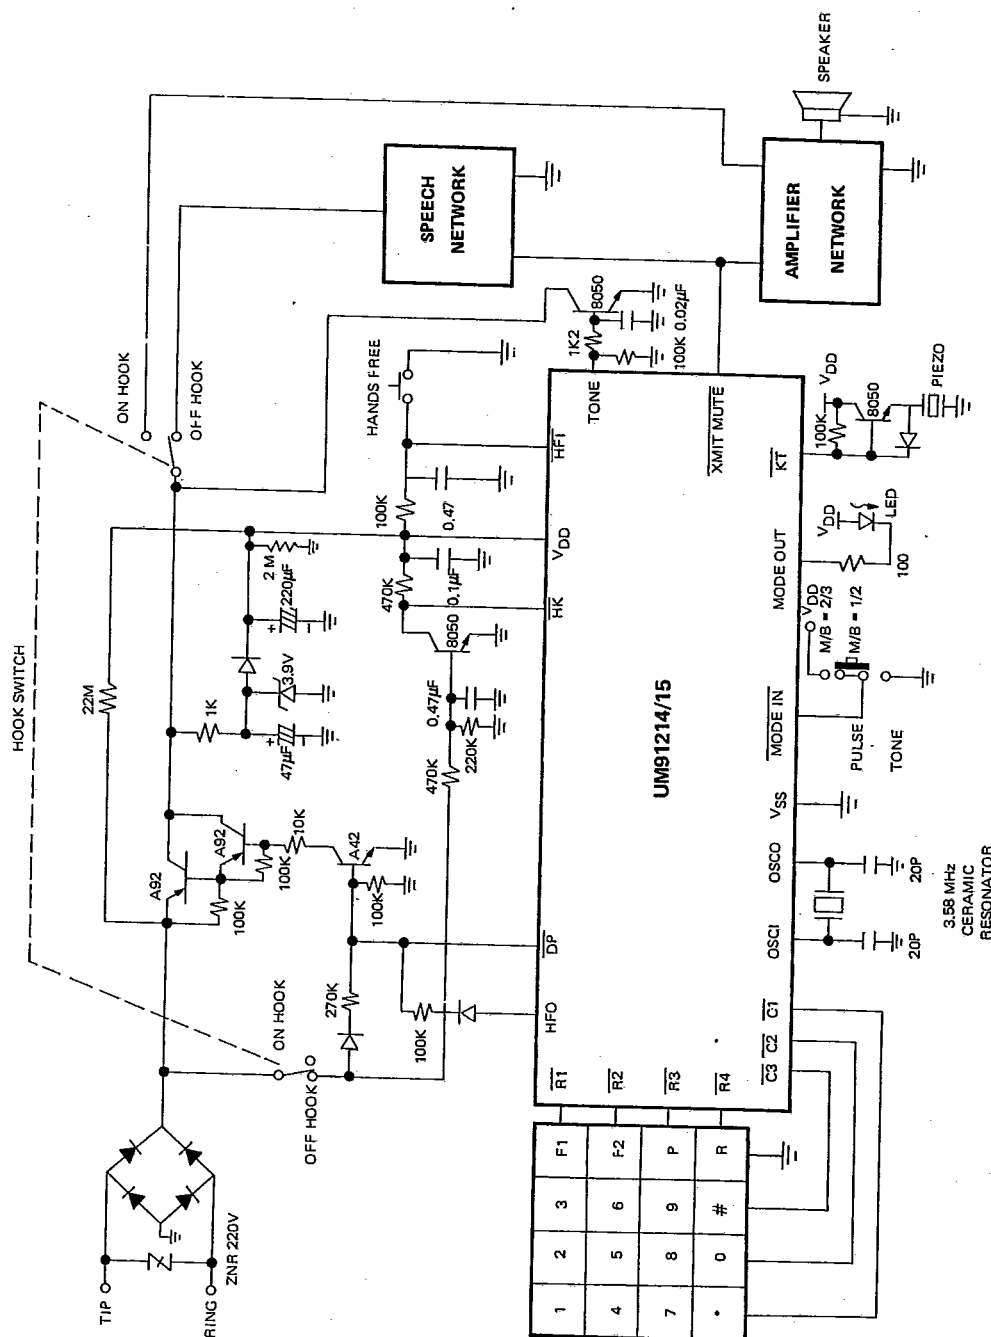 TIP
RING
ZNR 220V
HOOK SWITCH
ON HOOK
OFF HOOK
22M
A92
A92
100K
100K
10K
A42
100K
270K
100K
ON HOOK
OFF HOOK
1K
47µF
+
3.9V
+
220µF
2 M
470K
220K
0.47µF
8050
470K
0.1µF
100K
0.47
HANDS FREE
SPEECH
NETWORK
AMPLIFIER
NETWORK
SPEAKER
1K2
8050
100K
0.02µF
UM91214/15
HFO
DP
HK
VDD
HFI
TONE
XMIT MUTE
KT
MODE OUT
MODE IN
VSS
OSCO
OSCI
C1
C2
C3
R1
R2
R3
R4
1
2
3
F1
4
5
6
F2
7
8
9
P
*
0
#
R
20P
20P
3.58 MHz
CERAMIC
RESONATOR
PULSE
TONE
VDD
M/B = 2/3
M/B = 1/2
VDD
LED
100
100K
VDD
8050
PIEZO